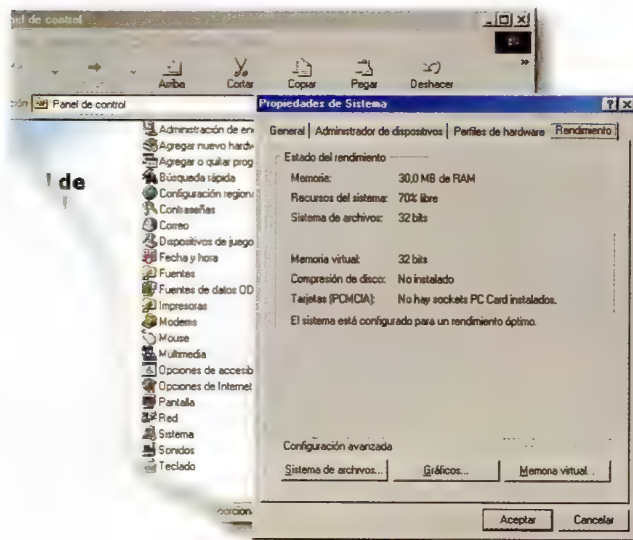 de control
Arriba Cortar Copiar Pegar Deshacer »
Panel de control
Agregar nuevo hardw
Agregar o quitar prog
Búsqueda rápida
Configuración regiona
Contraseñas
Correo
Dispositivos de juego
Fecha y hora
Fuentes
Fuentes de datos OD
Impresoras
Modems
Mouse
Multimedia
Opciones de accesib
Opciones de Internet
Pantalla
Red
Sistema
Sonidos
Teclado
de
Propiedades de Sistema
General Administrador de dispositivos Perfiles de hardware Rendimiento
Estado del rendimiento
Memoria: 30,0 MB de RAM
Recursos del sistema: 70% libre
Sistema de archivos: 32 bits
Memoria virtual: 32 bits
Compresión de disco: No instalado
Tarjetas (PCMCIA): No hay sockets PC Card instalados.
El sistema está configurado para un rendimiento óptimo.
Configuración avanzada
Sistema de archivos... Gráficos... Memoria virtual...
Aceptar Cancelar